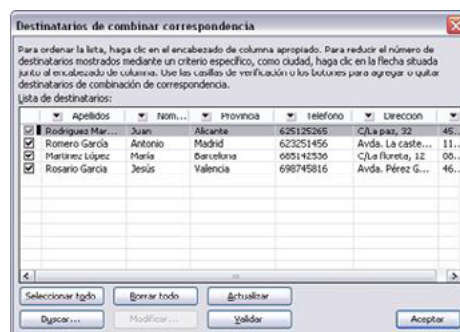 Destinatarios de combinar correspondencia
Para ordenar la lista, haga clic en el encabezado de columna apropiado. Para reducir el número de
destinatarios mostrados mediante un criterio específico, como ciudad, haga clic en la flecha situada
junto al encabezado de columna. Use las casillas de verificación o los botones para agregar o quitar
destinatarios de combinación de correspondencia.
Lista de destinatarios:
Apellidos Nom... Provincia Telefono Direccion
Rodriguez Mar... Juan Alicante 625125265 C/La paz, 32 45...
Romero García Antonio Madrid 623251456 Avda. La caste... 11...
Martinez López María Barcelona 665142536 C/La floreta, 12 08...
Rosario Garcia Jesús Valencia 698745816 Avda. Pérez G... 46...
Seleccionar todo Borrar todo Actualizar
Buscar... Modificar... Validar Aceptar